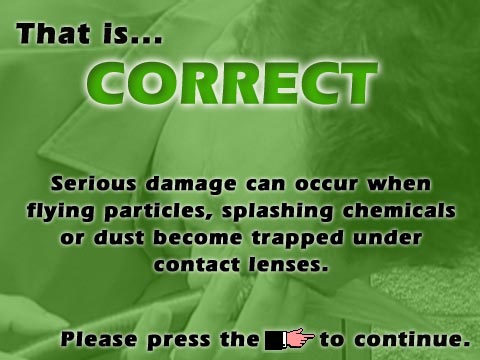 That is...
CORRECT
Serious damage can occur when
flying particles, splashing chemicals
or dust become trapped under
contact lenses.
Please press the to continue.